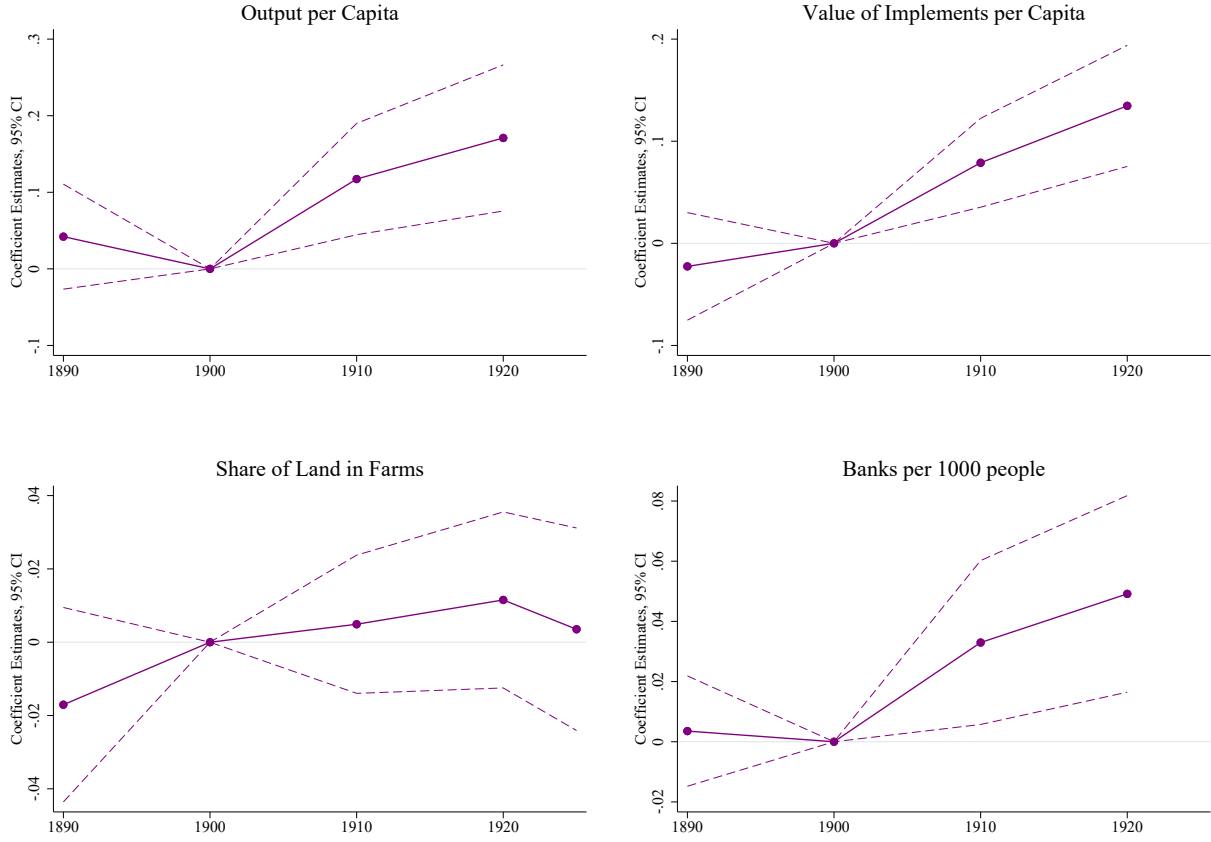 Output per Capita
Coefficient Estimates, 95% CI
.3
.2
.1
0
-.1
1890 1900 1910 1920
Value of Implements per Capita
Coefficient Estimates, 95% CI
.2
.1
0
-.1
1890 1900 1910 1920
Share of Land in Farms
Coefficient Estimates, 95% CI
.04
.02
0
-.02
-.04
1890 1900 1910 1920
Banks per 1000 people
Coefficient Estimates, 95% CI
.08
.06
.04
.02
0
-.02
1890 1900 1910 1920